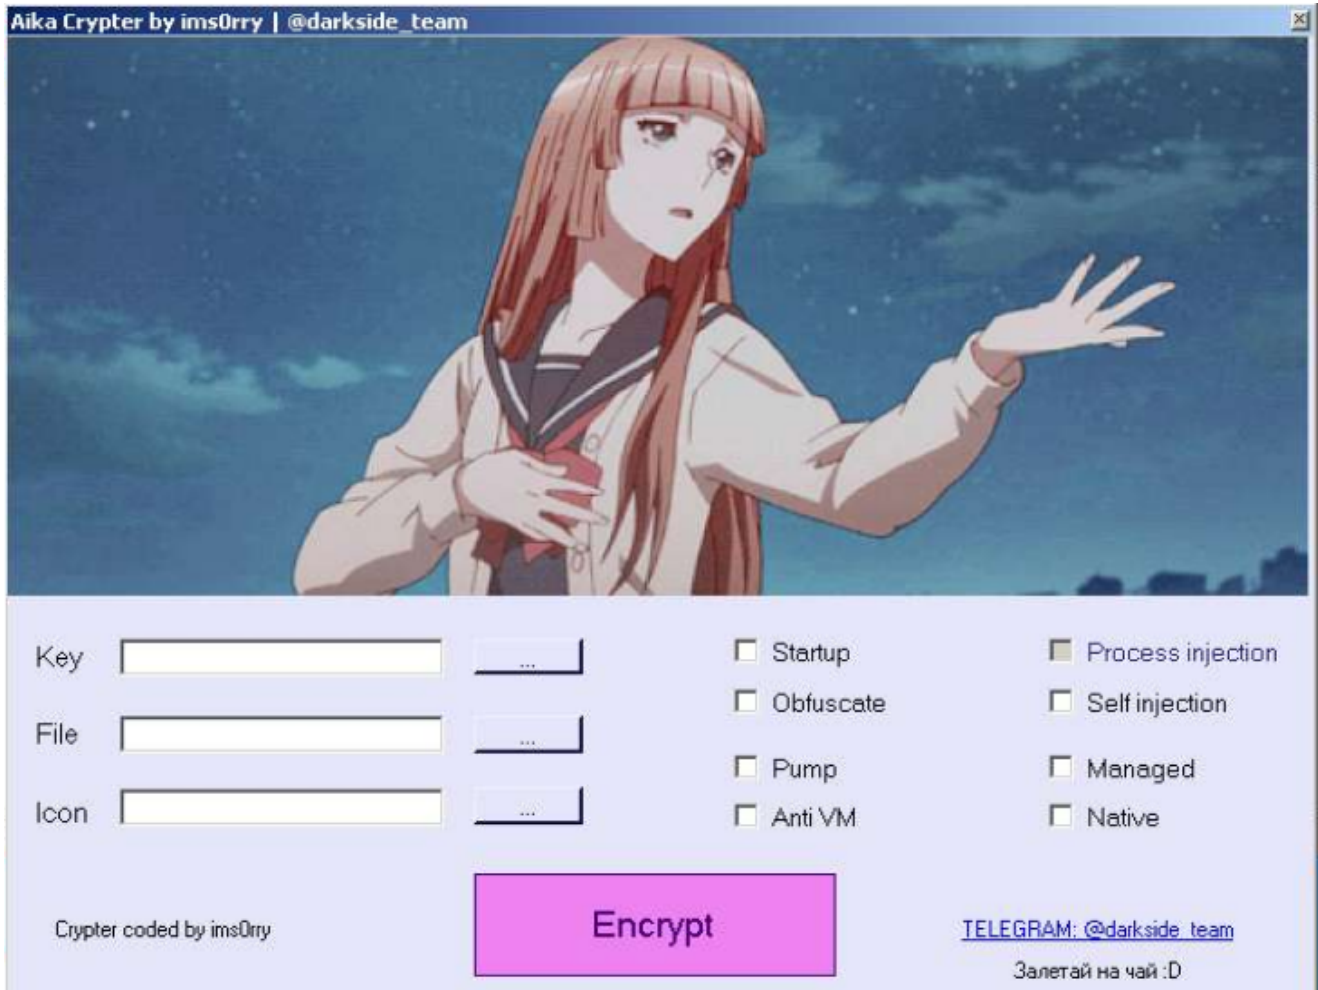 Aika Crypter by ims0rry | @darkside_team
Key ... Startup Process injection
Obfuscate Self injection
File ...
Pump Managed
Icon ... Anti VM Native
Encrypt
Crypter coded by ims0rry TELEGRAM: @darkside_team
Залетай на чай :D